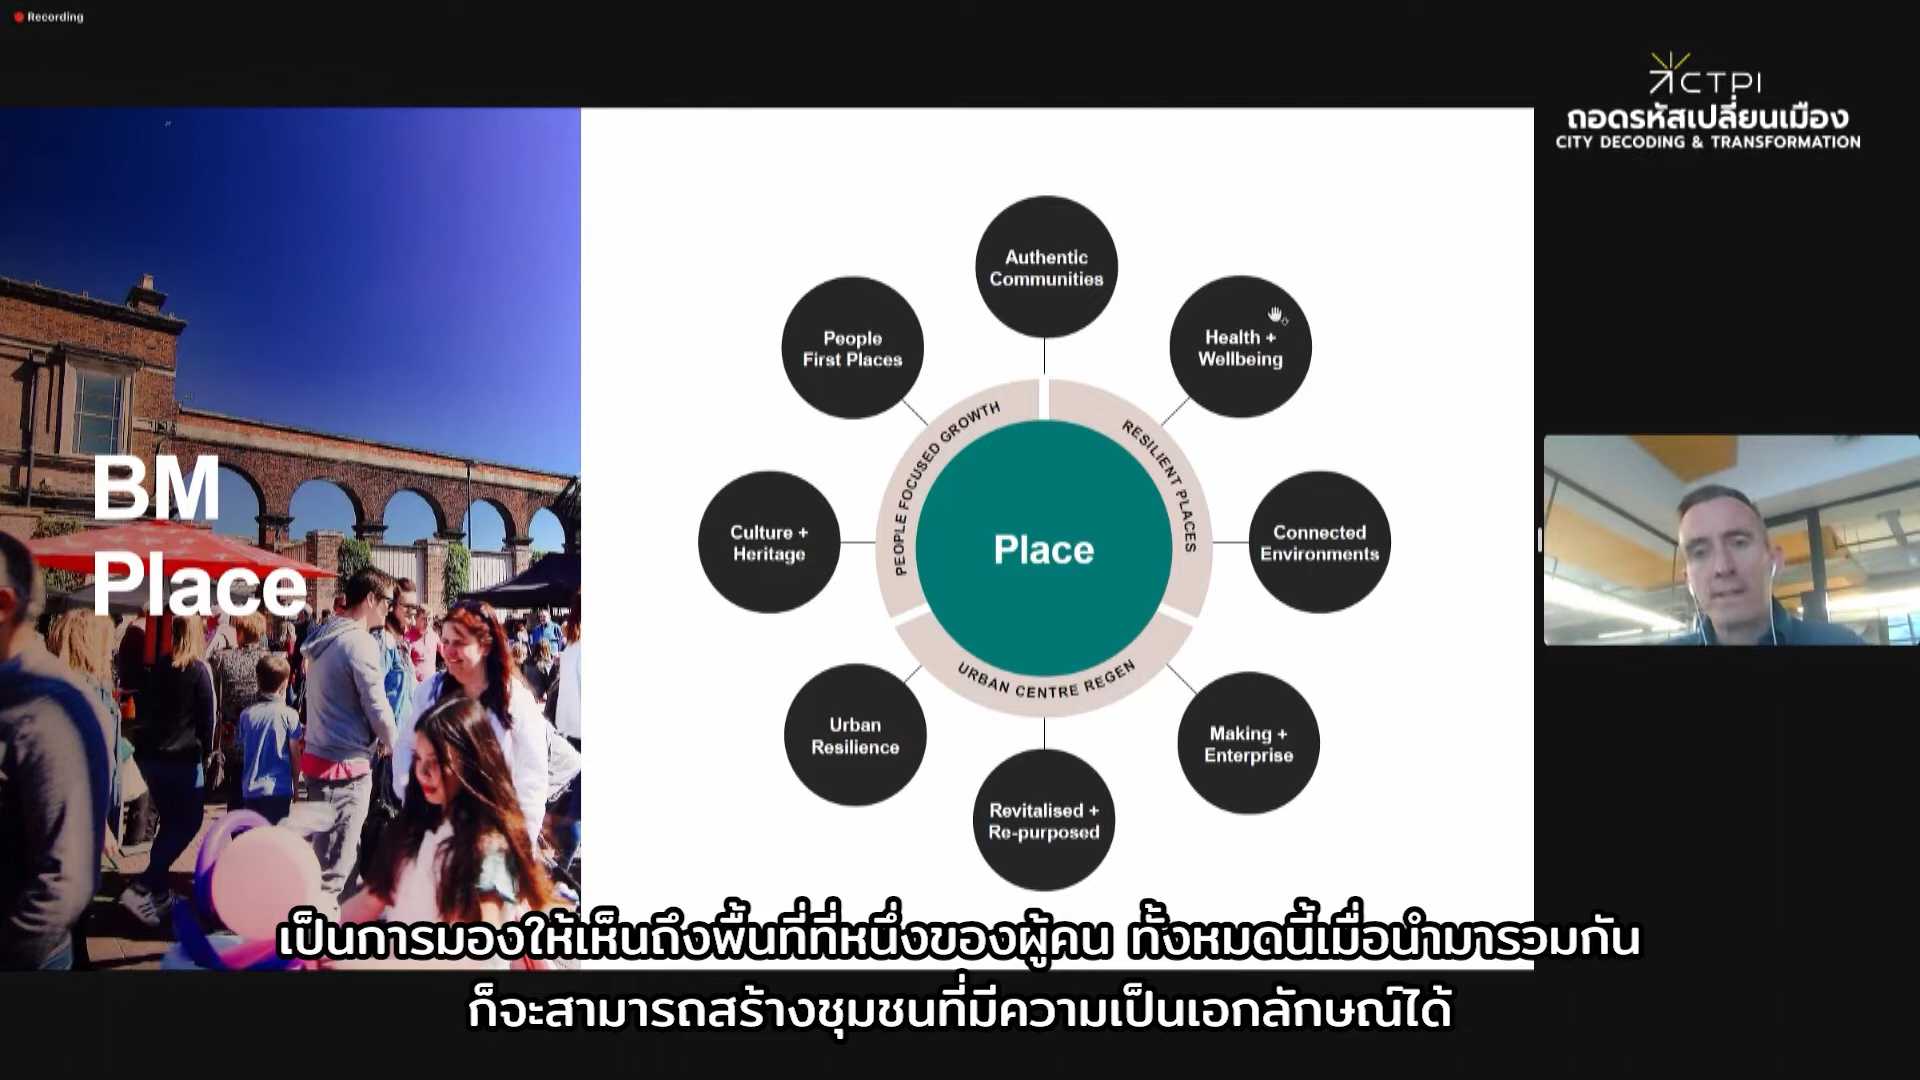 Recording
CTPI
ถอดรหัสเปลี่ยนเมือง
CITY DECODING & TRANSFORMATION
BM
Place
Authentic
Communities
People
First Places
Health +
Wellbeing
PEOPLE FOCUSED GROWTH
RESILIENT PLACES
Culture +
Heritage
Place
Connected
Environments
URBAN CENTRE REGEN
Urban
Resilience
Making +
Enterprise
Revitalised +
Re-purposed
เป็นการมองให้เห็นถึงพื้นที่ที่หนึ่งของผู้คน ทั้งหมดนี้เมื่อนำมารวมกัน
ก็จะสามารถสร้างชุมชนที่มีความเป็นเอกลักษณ์ได้